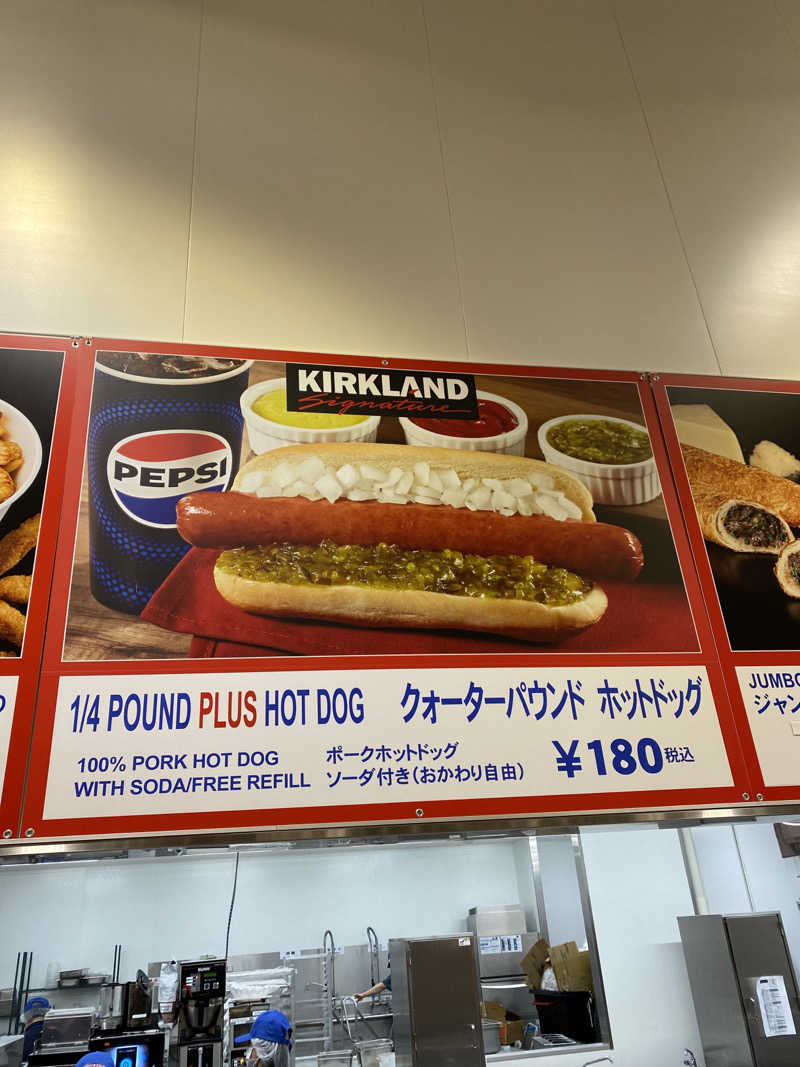 KIRKLAND
Signature
PEPSI
1/4 POUND PLUS HOT DOG
クォーターパウンド ホットドッグ
100% PORK HOT DOG
WITH SODA/FREE REFILL
ポークホットドッグ
ソーダ付き(おかわり自由)
¥180税込
JUMBO
ジャン